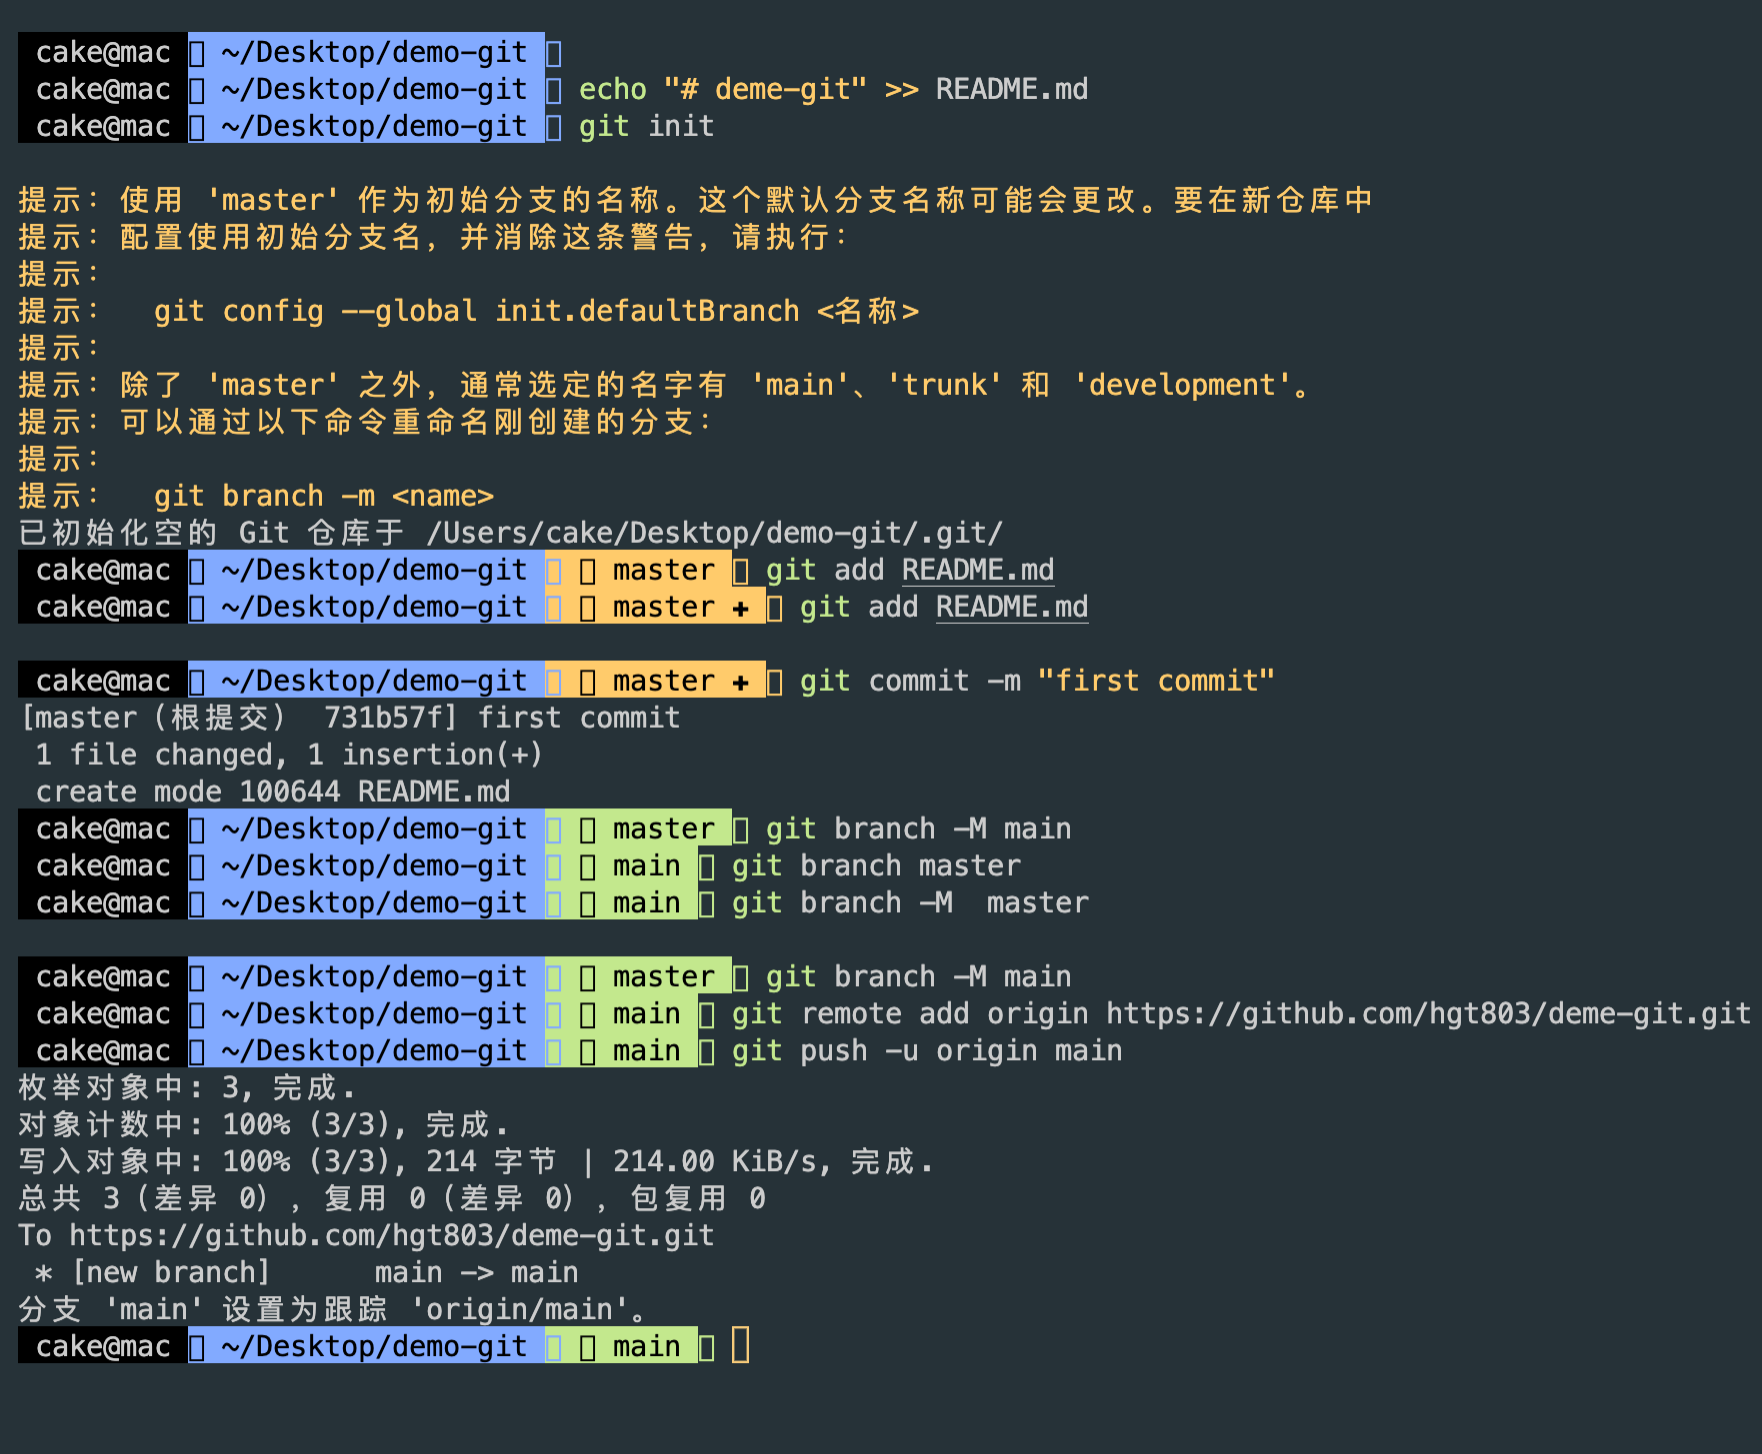 cake@mac ~/Desktop/demo-git
cake@mac ~/Desktop/demo-git echo "# deme-git" >> README.md
cake@mac ~/Desktop/demo-git git init
提示：使用 'master' 作为初始分支的名称。这个默认分支名称可能会更改。要在新仓库中
提示：配置使用初始分支名，并消除这条警告，请执行：
提示：
提示：  git config --global init.defaultBranch <名称>
提示：
提示：除了 'master' 之外，通常选定的名字有 'main'、'trunk' 和 'development'。
提示：可以通过以下命令重命名刚创建的分支：
提示：
提示：  git branch -m <name>
已初始化空的 Git 仓库于 /Users/cake/Desktop/demo-git/.git/
cake@mac ~/Desktop/demo-git master git add README.md
cake@mac ~/Desktop/demo-git master + git add README.md
cake@mac ~/Desktop/demo-git master + git commit -m "first commit"
[master（根提交） 731b57f] first commit
1 file changed, 1 insertion(+)
create mode 100644 README.md
cake@mac ~/Desktop/demo-git master git branch -M main
cake@mac ~/Desktop/demo-git main git branch master
cake@mac ~/Desktop/demo-git main git branch -M  master
cake@mac ~/Desktop/demo-git master git branch -M main
cake@mac ~/Desktop/demo-git main git remote add origin https://github.com/hgt803/deme-git.git
cake@mac ~/Desktop/demo-git main git push -u origin main
枚举对象中: 3, 完成.
对象计数中: 100% (3/3), 完成.
写入对象中: 100% (3/3), 214 字节 | 214.00 KiB/s, 完成.
总共 3（差异 0），复用 0（差异 0），包复用 0
To https://github.com/hgt803/deme-git.git
* [new branch]      main -> main
分支 'main' 设置为跟踪 'origin/main'。
cake@mac ~/Desktop/demo-git main